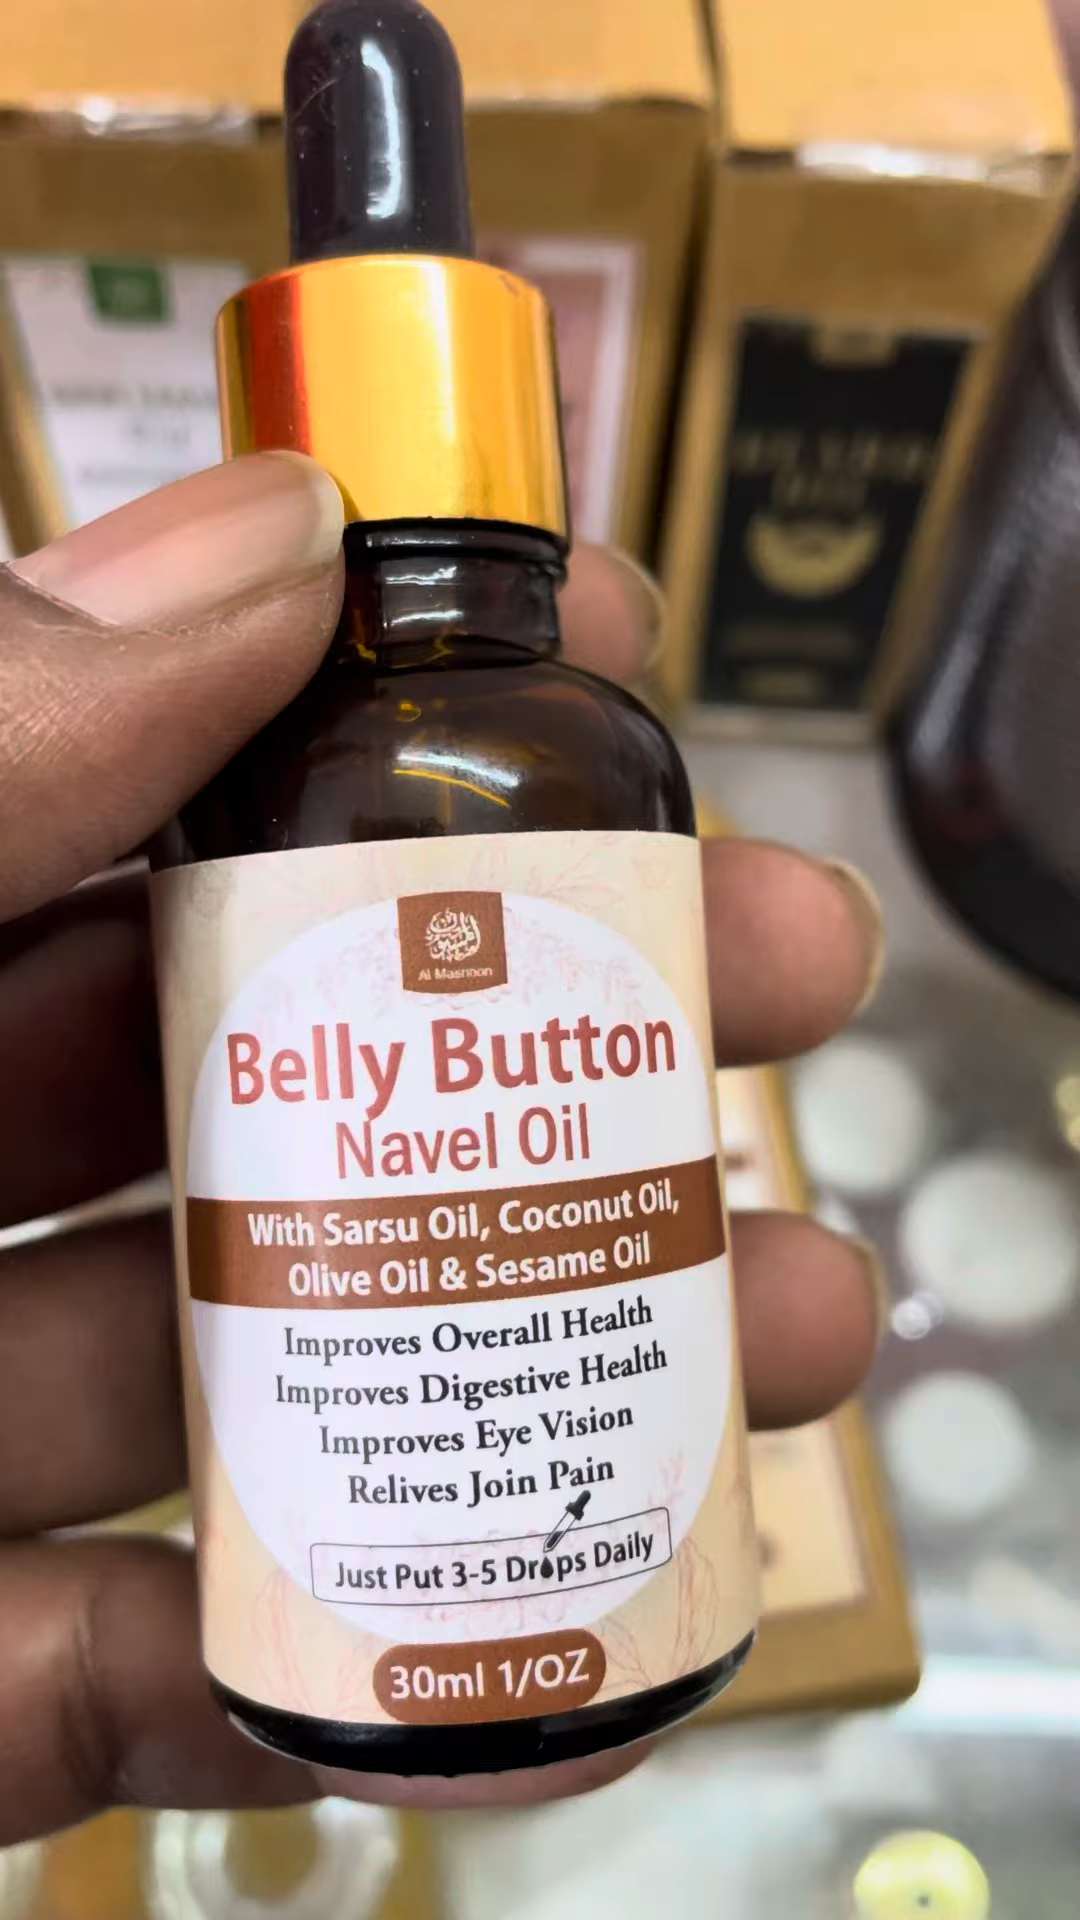 Al Masnoon
Belly Button
Navel Oil
With Sarsu Oil, Coconut Oil,
Olive Oil & Sesame Oil
Improves Overall Health
Improves Digestive Health
Improves Eye Vision
Relives Join Pain
Just Put 3-5 Drops Daily
30ml 1/OZ